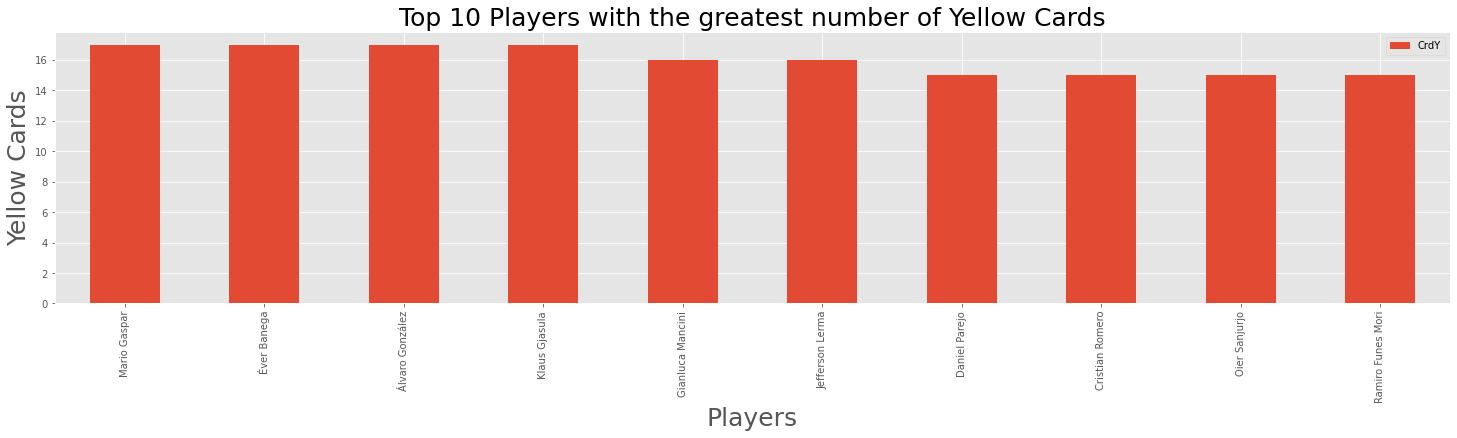 Top 10 Players with the greatest number of Yellow Cards
CrdY
Yellow Cards
16
14
12
10
8
6
4
2
0
Mario Gaspar
Éver Banega
Álvaro González
Klaus Gjasula
Gianluca Mancini
Jefferson Lerma
Daniel Parejo
Cristian Romero
Oier Sanjurjo
Ramiro Funes Mori
Players